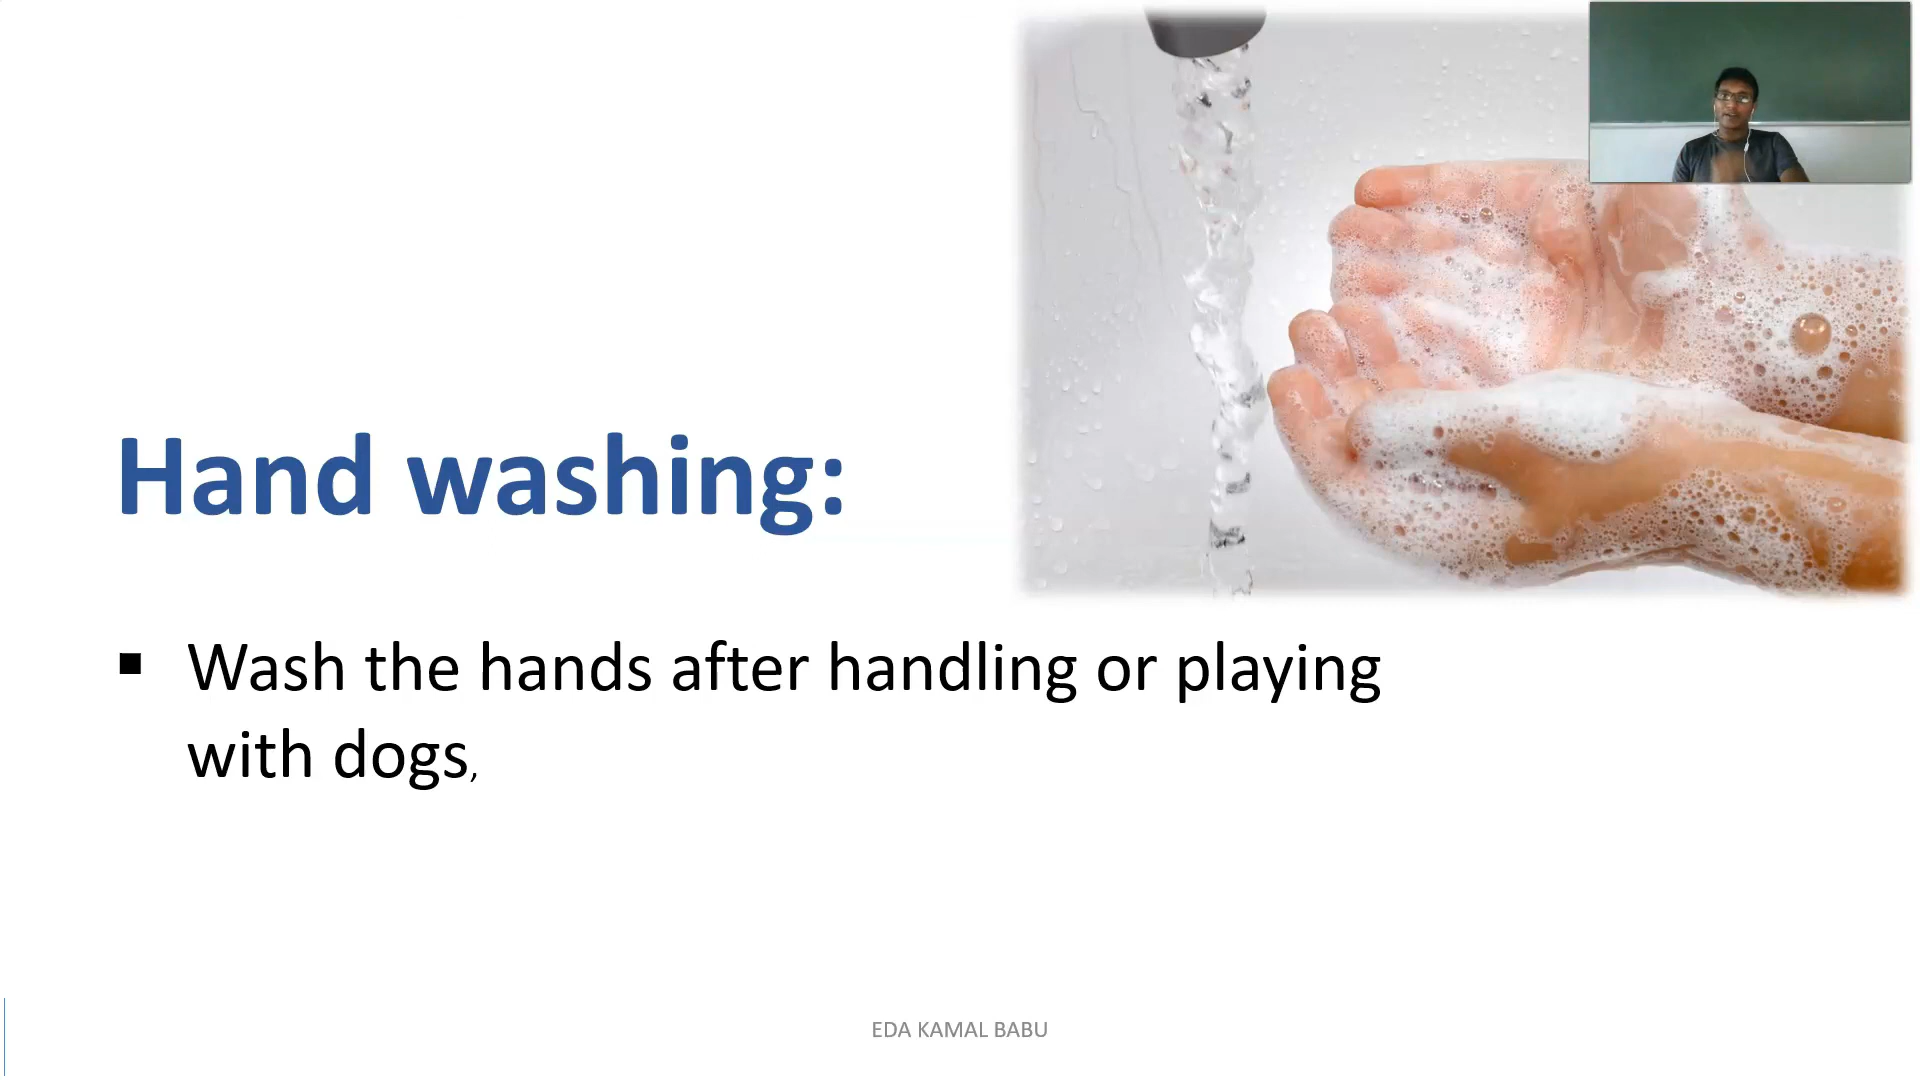 Hand washing:
▪ Wash the hands after handling or playing
with dogs,
EDA KAMAL BABU